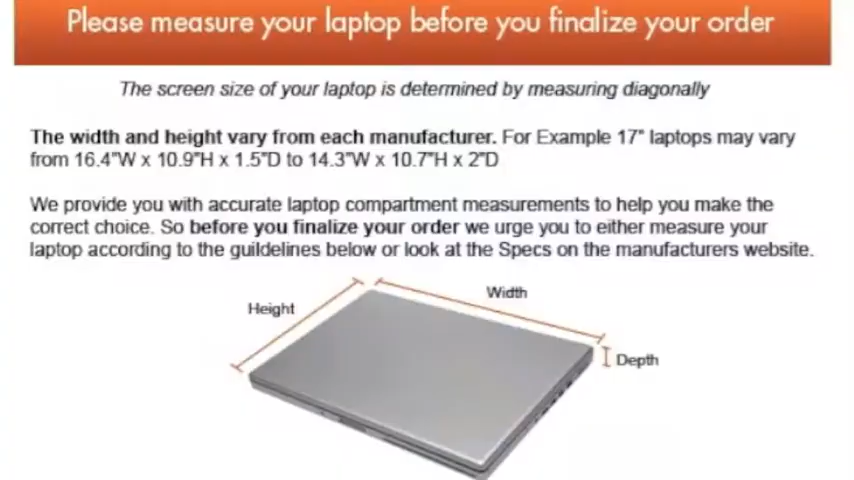 Please measure your laptop before you finalize your order
The screen size of your laptop is determined by measuring diagonally
The width and height vary from each manufacturer. For Example 17" laptops may vary
from 16.4"W x 10.9"H x 1.5"D to 14.3"W x 10.7"H x 2"D
We provide you with accurate laptop compartment measurements to help you make the
correct choice. So before you finalize your order we urge you to either measure your
laptop according to the guildelines below or look at the Specs on the manufacturers website.
Width
Height
Depth